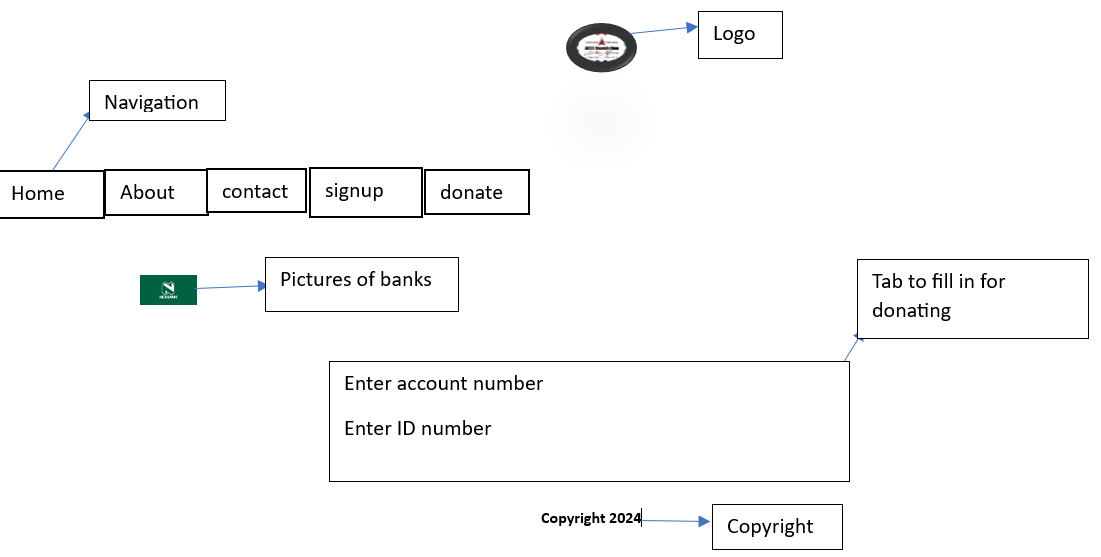 Logo
Navigation
Home
About
contact
signup
donate
Pictures of banks
Tab to fill in for
donating
Enter account number
Enter ID number
Copyright 2024
Copyright